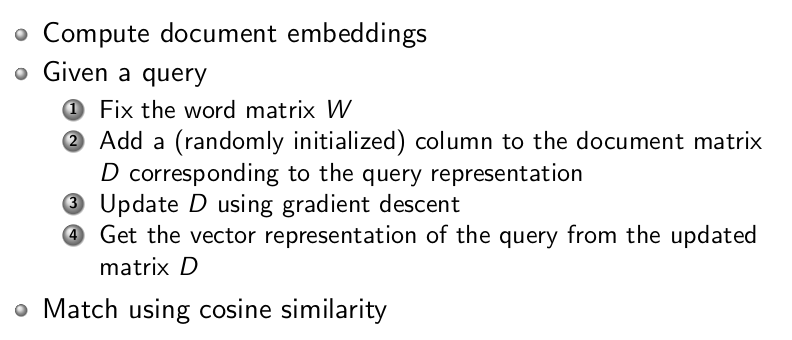 Compute document embeddings
Given a query
1 Fix the word matrix W
2 Add a (randomly initialized) column to the document matrix
D corresponding to the query representation
3 Update D using gradient descent
4 Get the vector representation of the query from the updated
matrix D
Match using cosine similarity